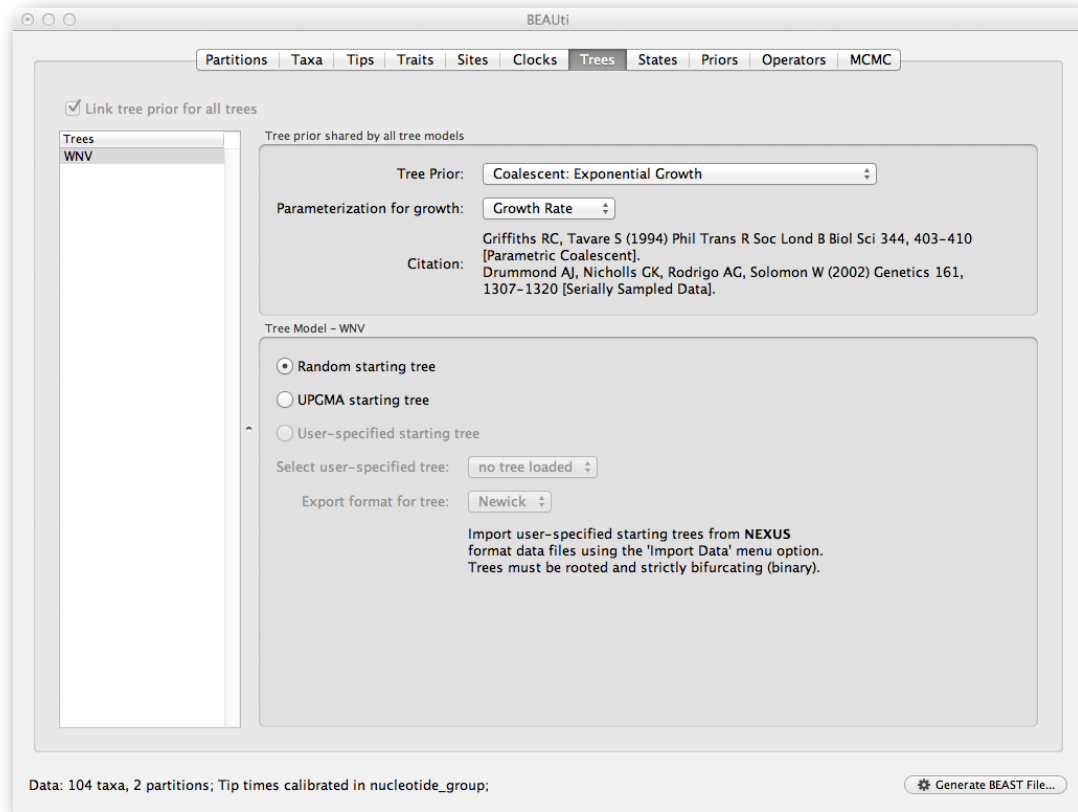 BEAUti
Partitions Taxa Tips Traits Sites Clocks Trees States Priors Operators MCMC
Link tree prior for all trees
Trees
WNV
Tree prior shared by all tree models
Tree Prior: Coalescent: Exponential Growth
Parameterization for growth: Growth Rate
Citation:
Griffiths RC, Tavare S (1994) Phil Trans R Soc Lond B Biol Sci 344, 403-410
[Parametric Coalescent].
Drummond AJ, Nicholls GK, Rodrigo AG, Solomon W (2002) Genetics 161,
1307-1320 [Serially Sampled Data].
Tree Model - WNV
Random starting tree
UPGMA starting tree
User-specified starting tree
Select user-specified tree: no tree loaded
Export format for tree: Newick
Import user-specified starting trees from NEXUS
format data files using the 'Import Data' menu option.
Trees must be rooted and strictly bifurcating (binary).
Data: 104 taxa, 2 partitions; Tip times calibrated in nucleotide_group;
Generate BEAST File...